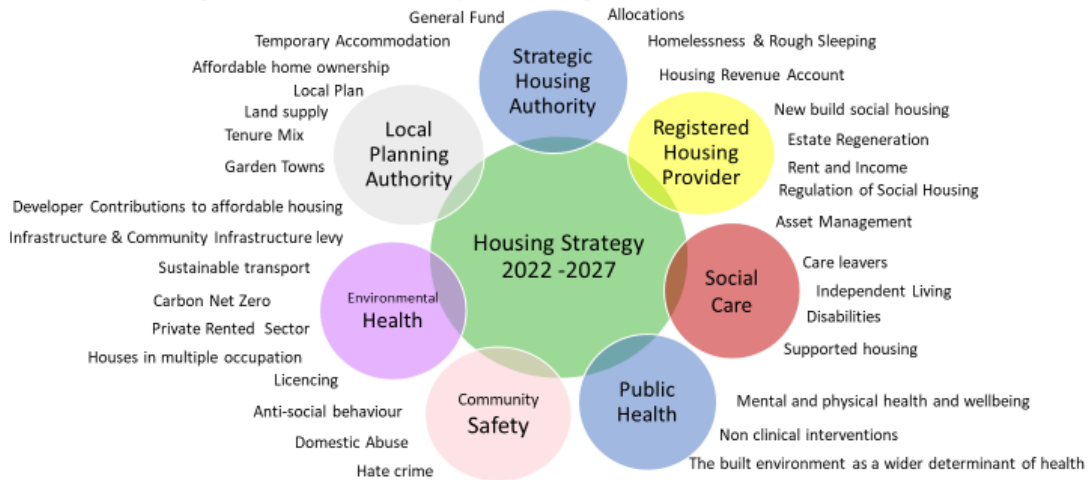 General Fund
Allocations
Temporary Accommodation
Homelessness & Rough Sleeping
Affordable home ownership
Housing Revenue Account
Local Plan
Land supply
Tenure Mix
Garden Towns
Strategic
Housing
Authority
Local
Planning
Authority
Registered
Housing
Provider
New build social housing
Estate Regeneration
Rent and Income
Regulation of Social Housing
Asset Management
Developer Contributions to affordable housing
Infrastructure & Community Infrastructure levy
Sustainable transport
Carbon Net Zero
Private Rented Sector
Houses in multiple occupation
Licencing
Environmental
Health
Housing Strategy
2022 -2027
Social
Care
Care leavers
Independent Living
Disabilities
Supported housing
Anti-social behaviour
Domestic Abuse
Hate crime
Community
Safety
Public
Health
Mental and physical health and wellbeing
Non clinical interventions
The built environment as a wider determinant of health